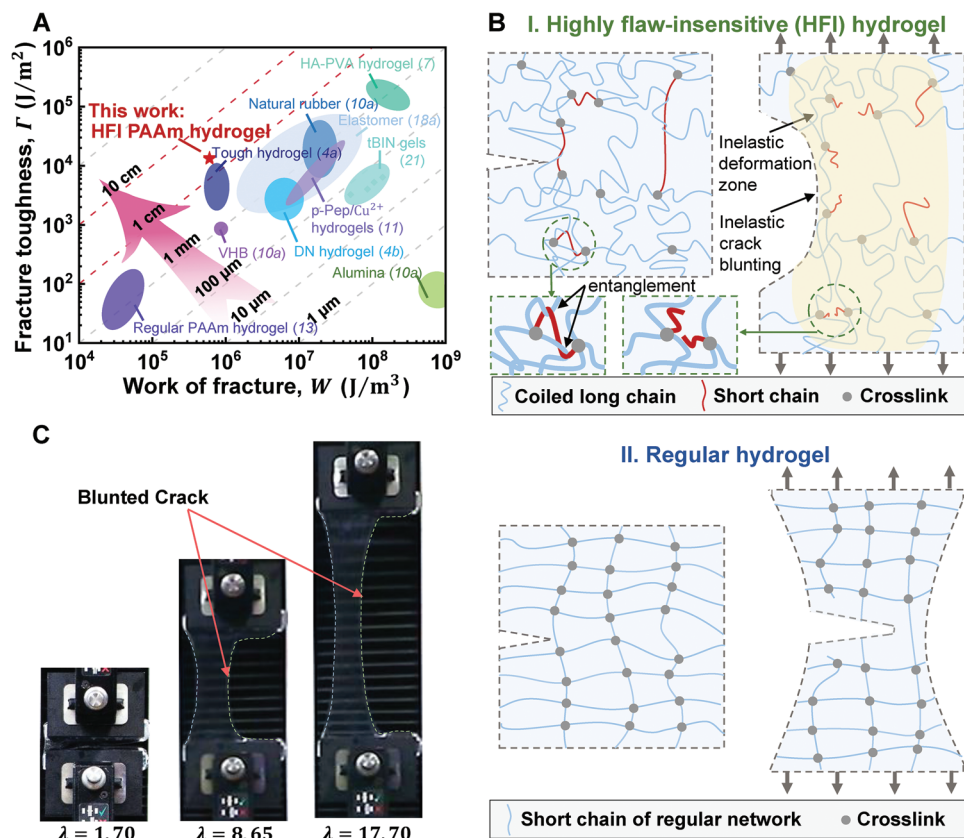 A
Fracture toughness, Γ (J/m²)
10⁶
10⁵
10⁴
10³
10²
10¹
10⁴
10⁵
10⁶
10⁷
10⁸
10⁹
Work of fracture, W (J/m³)
HA-PVA hydrogel (7)
Natural rubber (10a)
Elastomer (18a)
This work:
HFI PAAm hydrogel
Tough hydrogel (4a)
tBIN gels
(21)
p-Pep/Cu²⁺
hydrogels (11)
VHB (10a)
DN hydrogel (4b)
Alumina (10a)
Regular PAAm hydrogel (13)
10 cm
1 cm
1 mm
100 μm
10 μm
1 μm
B
I. Highly flaw-insensitive (HFI) hydrogel
Inelastic
deformation
zone
Inelastic
crack
blunting
entanglement
Coiled long chain
Short chain
Crosslink
II. Regular hydrogel
Short chain of regular network
Crosslink
C
Blunted Crack
λ = 1.70
λ = 8.65
λ = 17.70